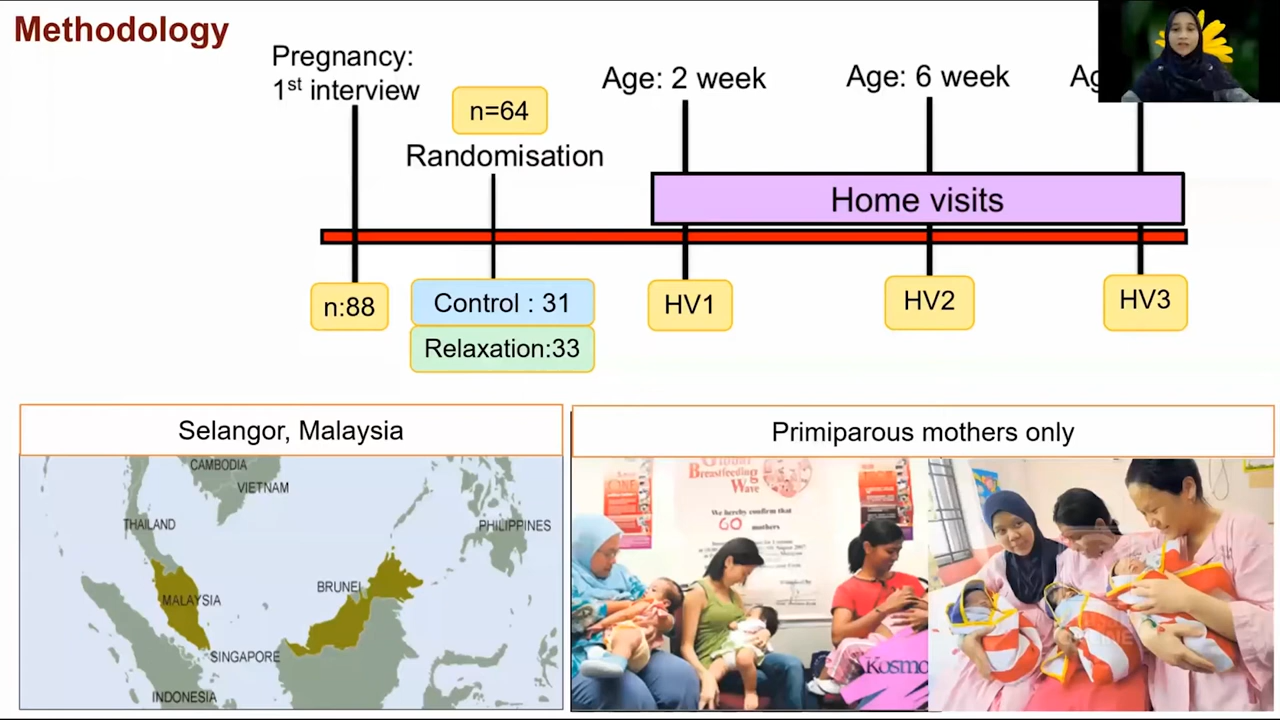 Methodology
Pregnancy:
1st interview
n=64
Randomisation
Age: 2 week
Age: 6 week
Home visits
n:88
Control : 31
Relaxation:33
HV1
HV2
HV3
Selangor, Malaysia
CAMBODIA
VIETNAM
THAILAND
PHILIPPINES
BRUNEI
MALAYSIA
SINGAPORE
INDONESIA
Primiparous mothers only
Breastfeeding
Wave
We hereby confirm that
60 mothers
Kosmo